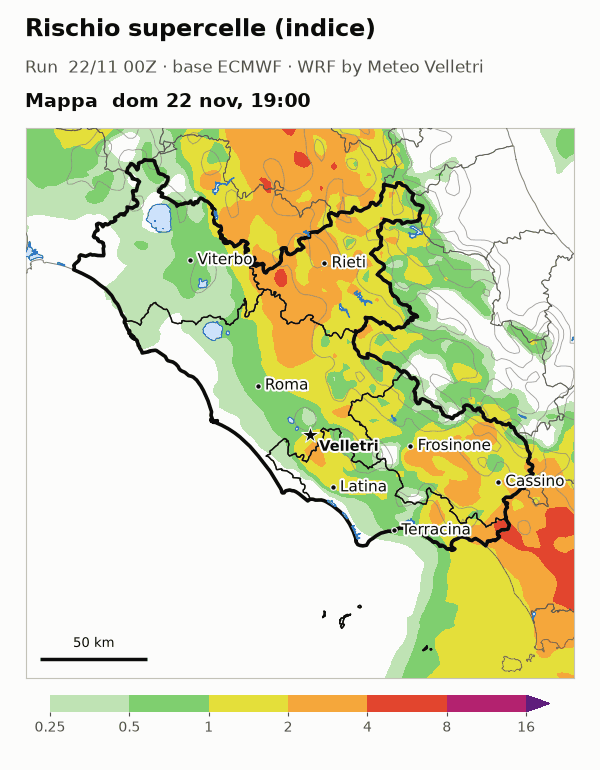 Rischio supercelle (indice)
Run  22/11 00Z · base ECMWF · WRF by Meteo Velletri
Mappa  dom 22 nov, 19:00
Viterbo
Rieti
Roma
Velletri
Frosinone
Cassino
Latina
Terracina
50 km
0.25 0.5 1 2 4 8 16